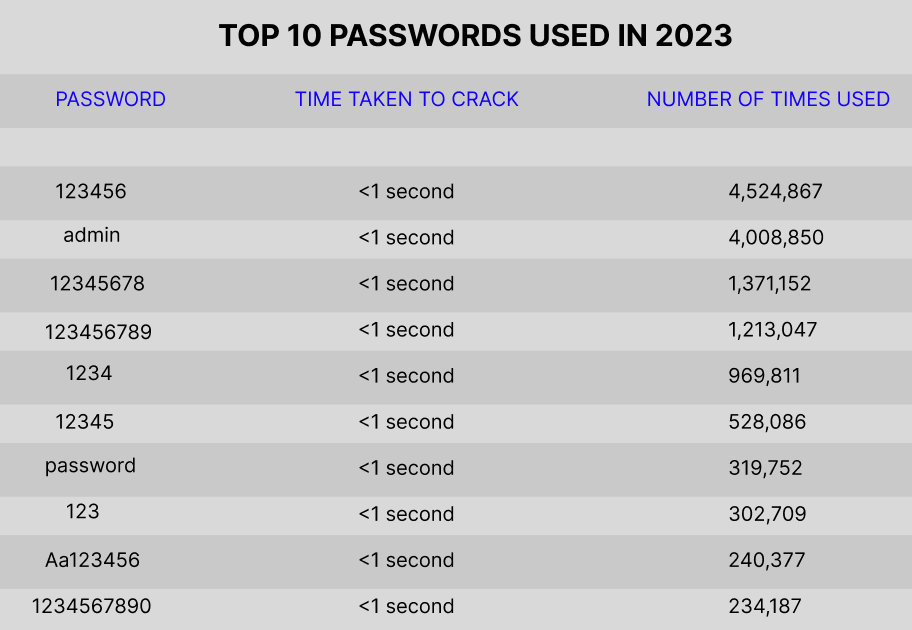 TOP 10 PASSWORDS USED IN 2023
PASSWORD TIME TAKEN TO CRACK NUMBER OF TIMES USED
123456 <1 second 4,524,867
admin <1 second 4,008,850
12345678 <1 second 1,371,152
123456789 <1 second 1,213,047
1234 <1 second 969,811
12345 <1 second 528,086
password <1 second 319,752
123 <1 second 302,709
Aa123456 <1 second 240,377
1234567890 <1 second 234,187